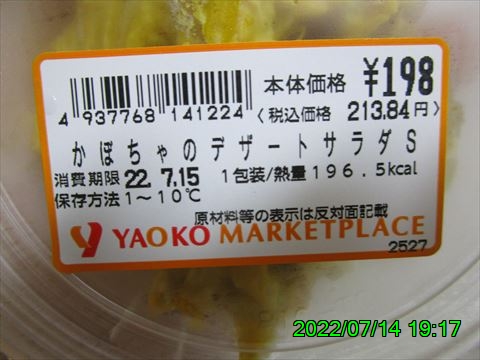 本体価格 ¥198
4 937768 141224 〈税込価格 213.84円〉
かぼちゃのデザートサラダS
消費期限 22.7.15 1包装/熱量196.5kcal
保存方法1～10℃
原材料等の表示は反対面記載
YAOKO MARKETPLACE
2527
2022/07/14 19:17